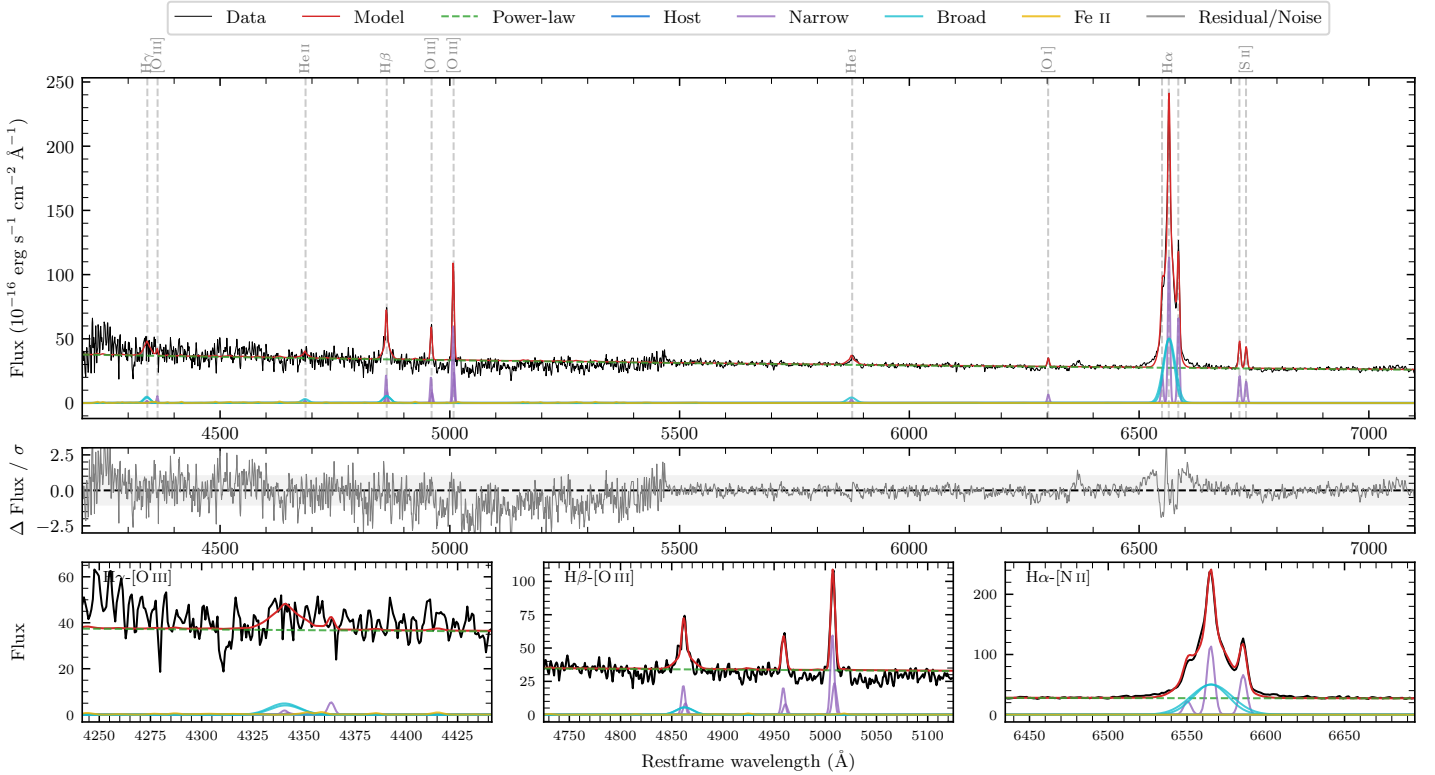 Data Model Power-law Host Narrow Broad Fe II Residual/Noise
Hγ [O III] He II Hβ [O III] [O III] He I [O I] Hα [S II]
Flux (10⁻¹⁶ erg s⁻¹ cm⁻² Å⁻¹)
250
200
150
100
50
0
4500 5000 5500 6000 6500 7000
Δ Flux / σ
2.5
0.0
−2.5
4500 5000 5500 6000 6500 7000
Flux
Hγ-[O III]
60
40
20
0
4250 4275 4300 4325 4350 4375 4400 4425
Hβ-[O III]
100
75
50
25
0
4750 4800 4850 4900 4950 5000 5050 5100
Hα-[N II]
200
100
0
6450 6500 6550 6600 6650
Restframe wavelength (Å)